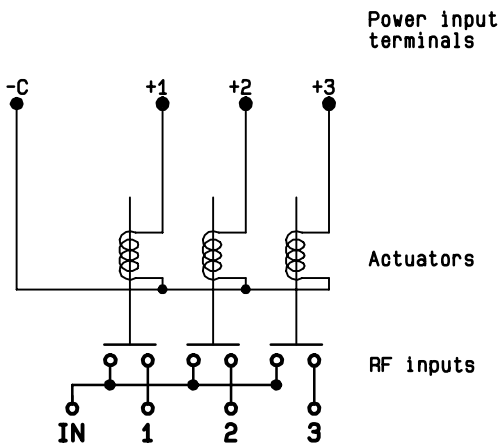 Power input
terminals
-C +1 +2 +3
Actuators
RF inputs
IN 1 2 3